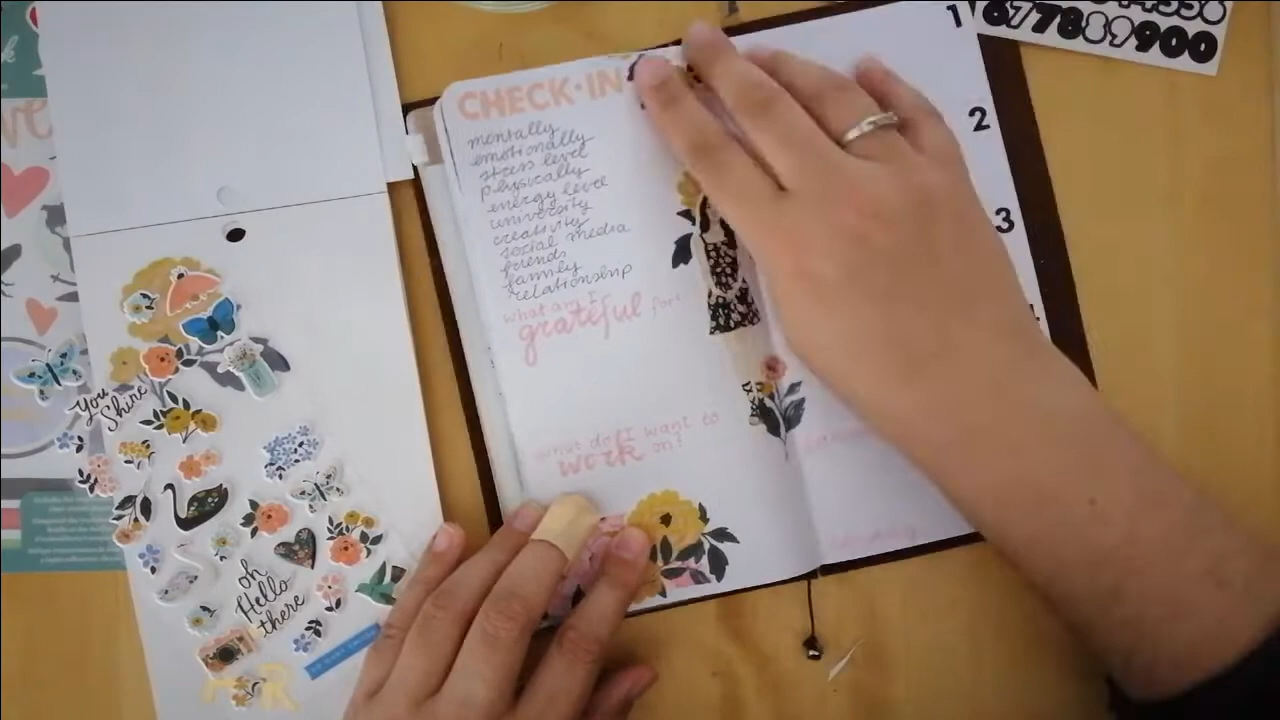 CHECK·IN
mentally
emotionally
stress level
physically
energy level
university
creativity
social media
friends
family
relationship
what am I
grateful for?
what do I want to
work on?
1
2
3
You
Shine
oh
Hello
there
677889900